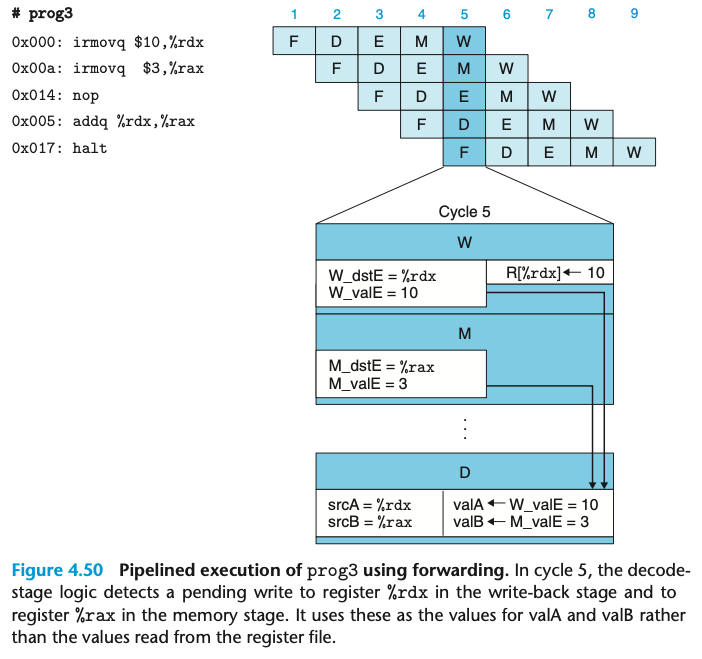 # prog3
1 2 3 4 5 6 7 8 9
0x000: irmovq $10,%rdx F D E M W
0x00a: irmovq $3,%rax F D E M W
0x014: nop F D E M W
0x005: addq %rdx,%rax F D E M W
0x017: halt F D E M W
Cycle 5
W
W_dstE = %rdx R[%rdx] ← 10
W_valE = 10
M
M_dstE = %rax
M_valE = 3
⋮
D
srcA = %rdx valA ← W_valE = 10
srcB = %rax valB ← M_valE = 3
Figure 4.50 Pipelined execution of prog3 using forwarding. In cycle 5, the decode-
stage logic detects a pending write to register %rdx in the write-back stage and to
register %rax in the memory stage. It uses these as the values for valA and valB rather
than the values read from the register file.